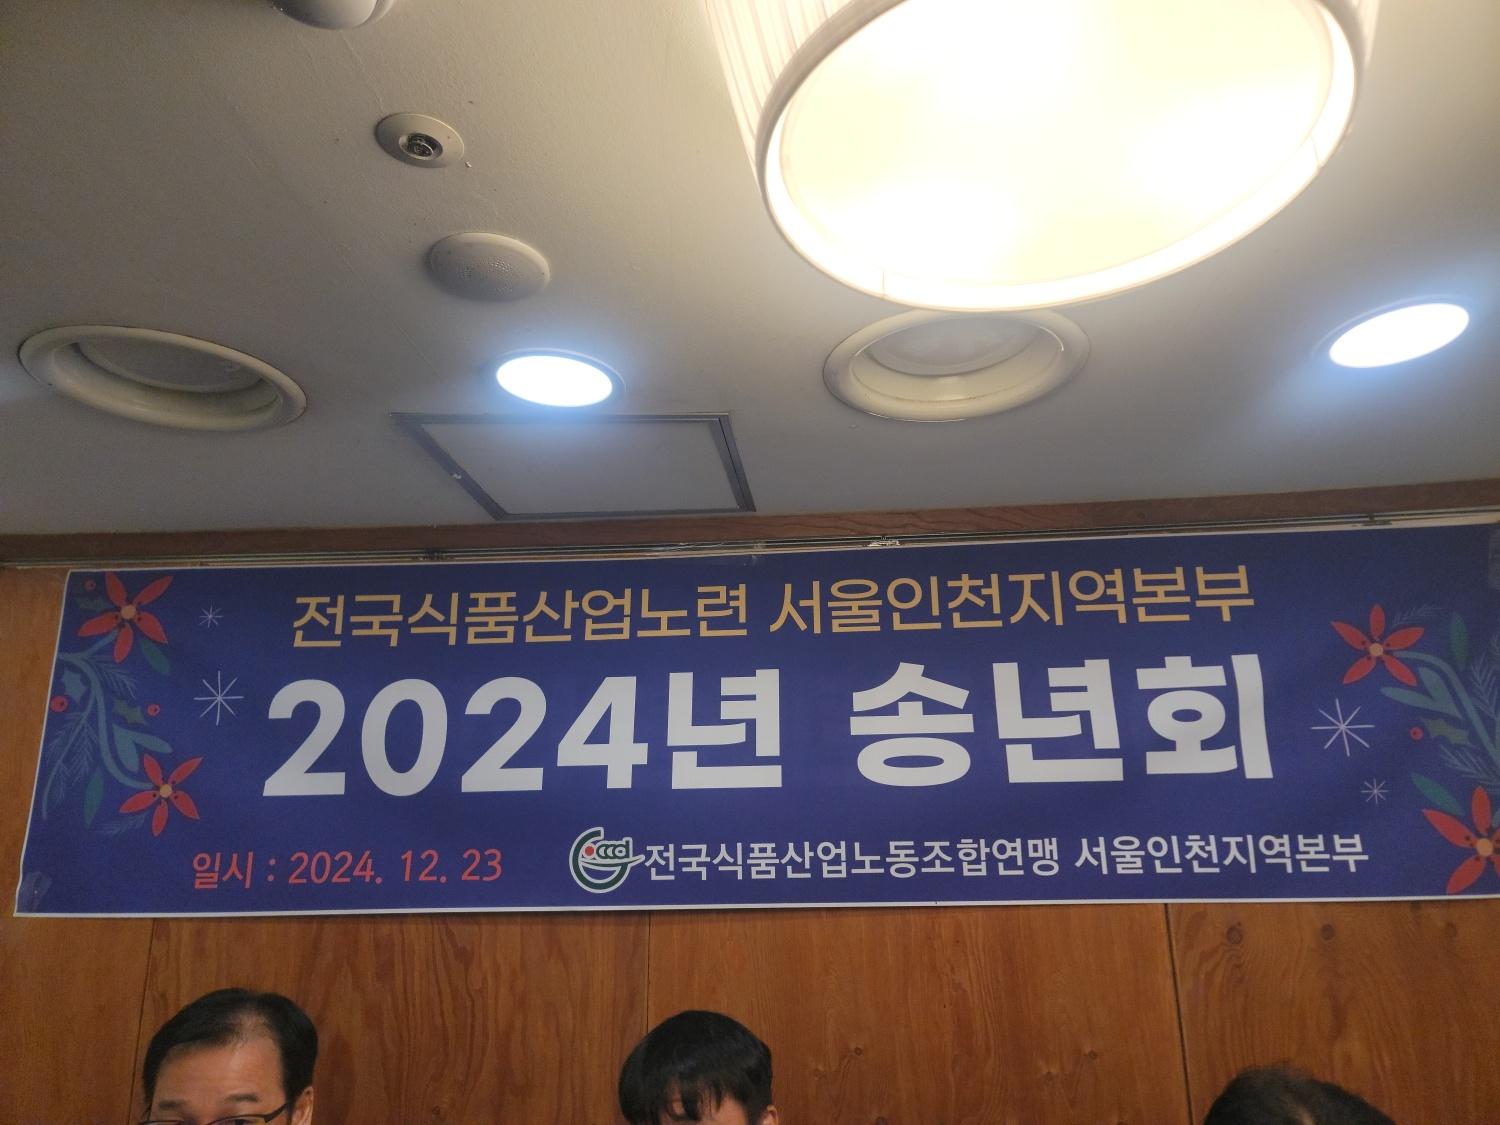 전국식품산업노련 서울인천지역본부
2024년 송년회
일시 : 2024. 12. 23
전국식품산업노동조합연맹 서울인천지역본부